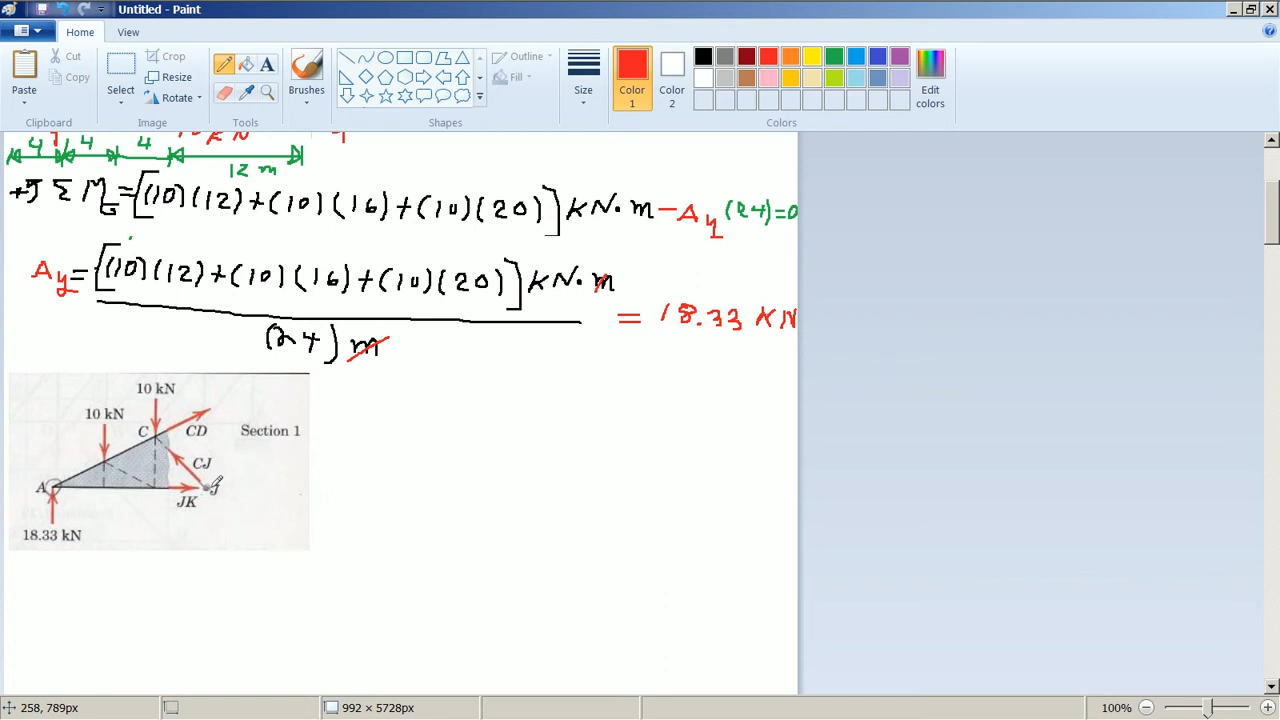 Untitled - Paint
Home View
Paste
Cut
Copy
Clipboard
Select
Crop
Resize
Rotate
Image
A
Tools
Brushes
Shapes
Outline
Fill
Size
Color 1
Color 2
Edit colors
Colors
4 4 4 12 m
10 kN
+ Σ M_G = [(10)(12)+(10)(16)+(10)(20)] kN·m - A_y (24)=0
A_y = [(10)(12)+(10)(16)+(10)(20)] kN·m
(24) m
= 18.33 KN
10 kN
10 kN
C CD Section 1
CJ
A J
JK
18.33 kN
258, 789px
992 × 5728px
100%